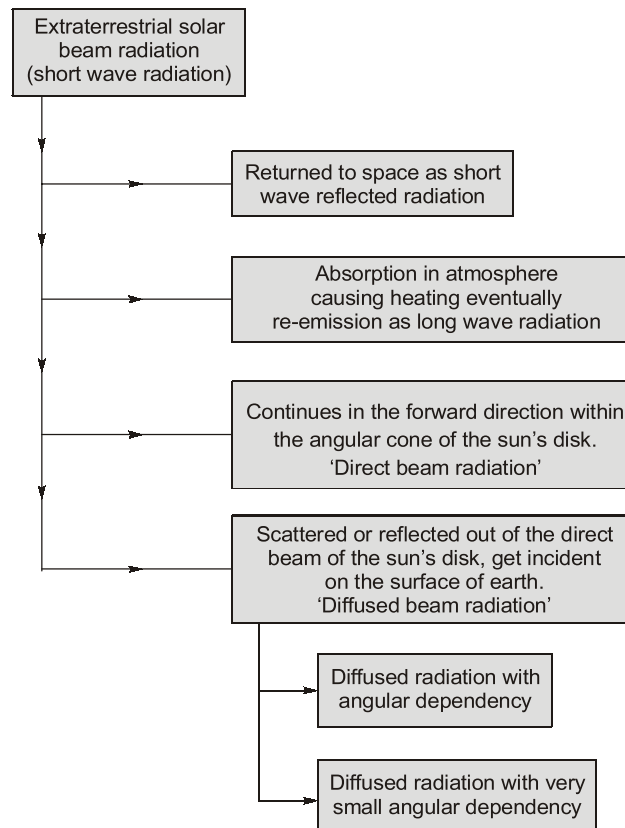 Extraterrestrial solar
beam radiation
(short wave radiation)
Returned to space as short
wave reflected radiation
Absorption in atmosphere
causing heating eventually
re-emission as long wave radiation
Continues in the forward direction within
the angular cone of the sun’s disk.
‘Direct beam radiation’
Scattered or reflected out of the direct
beam of the sun’s disk, get incident
on the surface of earth.
‘Diffused beam radiation’
Diffused radiation with
angular dependency
Diffused radiation with very
small angular dependency